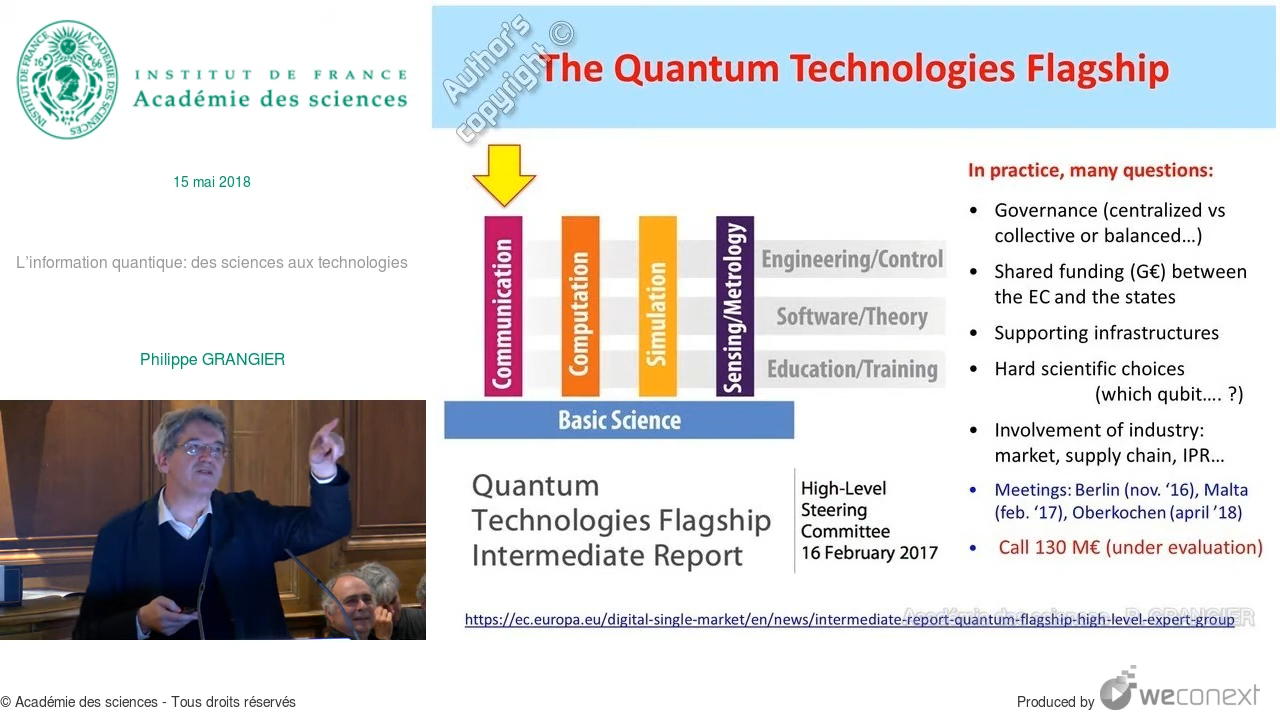 INSTITUT DE FRANCE
Académie des sciences
15 mai 2018
L'information quantique: des sciences aux technologies
Philippe GRANGIER
Author's
copyright ©
The Quantum Technologies Flagship
Communication
Computation
Simulation
Sensing/Metrology
Engineering/Control
Software/Theory
Education/Training
Basic Science
Quantum
Technologies Flagship
Intermediate Report
High-Level
Steering
Committee
16 February 2017
In practice, many questions:
• Governance (centralized vs
collective or balanced…)
• Shared funding (G€) between
the EC and the states
• Supporting infrastructures
• Hard scientific choices
(which qubit…. ?)
• Involvement of industry:
market, supply chain, IPR…
• Meetings: Berlin (nov. ‘16), Malta
(feb. ‘17), Oberkochen (april ’18)
• Call 130 M€ (under evaluation)
Académie des sciences - P. GRANGIER
https://ec.europa.eu/digital-single-market/en/news/intermediate-report-quantum-flagship-high-level-expert-group
© Académie des sciences - Tous droits réservés
Produced by weconext